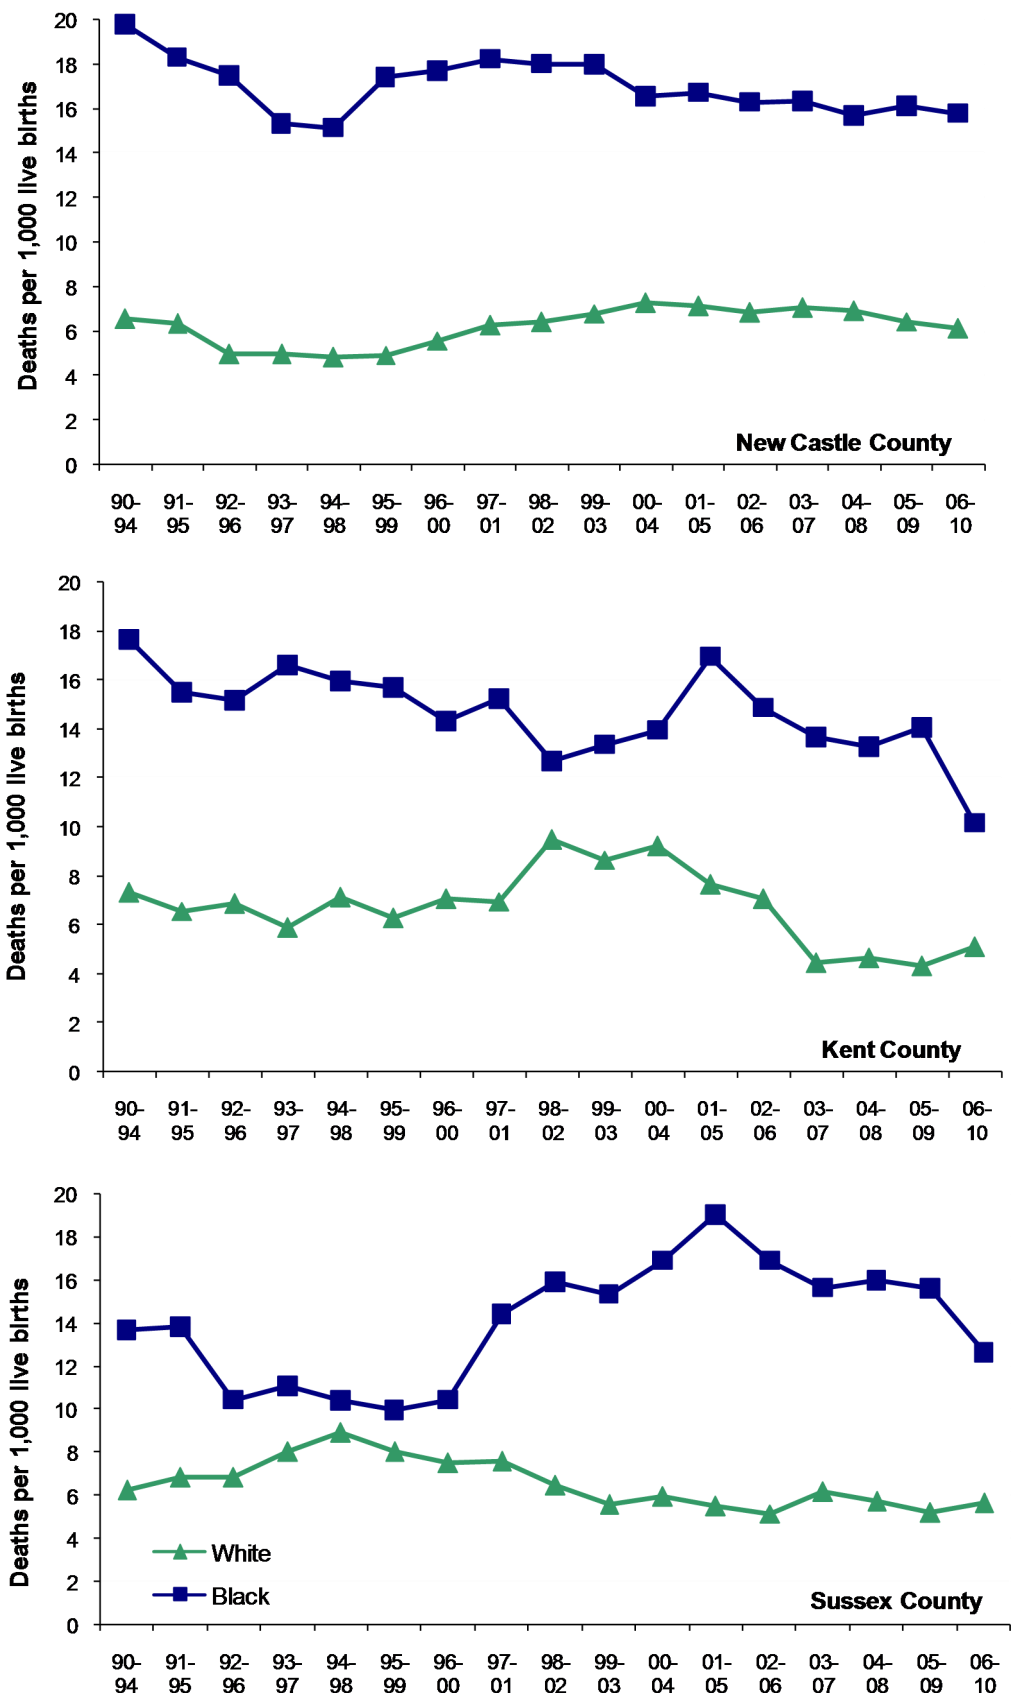 20
18
16
14
12
10
8
6
4
2
0
Deaths per 1,000 live births
New Castle County
90- 91- 92- 93- 94- 95- 96- 97- 98- 99- 00- 01- 02- 03- 04- 05- 06-
94 95 96 97 98 99 00 01 02 03 04 05 06 07 08 09 10
20
18
16
14
12
10
8
6
4
2
0
Deaths per 1,000 live births
Kent County
90- 91- 92- 93- 94- 95- 96- 97- 98- 99- 00- 01- 02- 03- 04- 05- 06-
94 95 96 97 98 99 00 01 02 03 04 05 06 07 08 09 10
20
18
16
14
12
10
8
6
4
2
0
Deaths per 1,000 live births
White
Black
Sussex County
90- 91- 92- 93- 94- 95- 96- 97- 98- 99- 00- 01- 02- 03- 04- 05- 06-
94 95 96 97 98 99 00 01 02 03 04 05 06 07 08 09 10